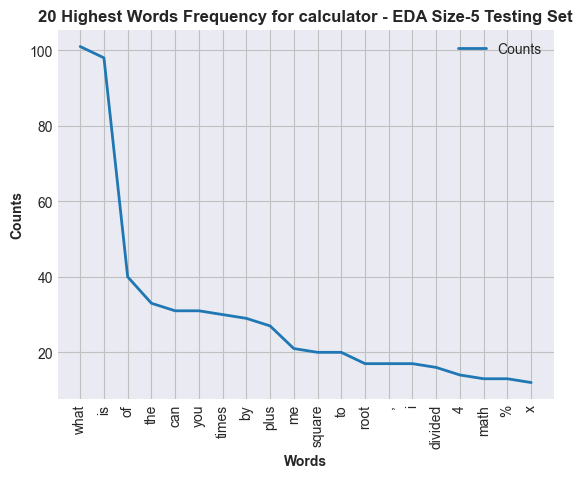 20 Highest Words Frequency for calculator - EDA Size-5 Testing Set
Counts
100
80
60
40
20
Counts
what
is
of
the
can
you
times
by
plus
me
square
to
root
,
i
divided
4
math
%
x
Words